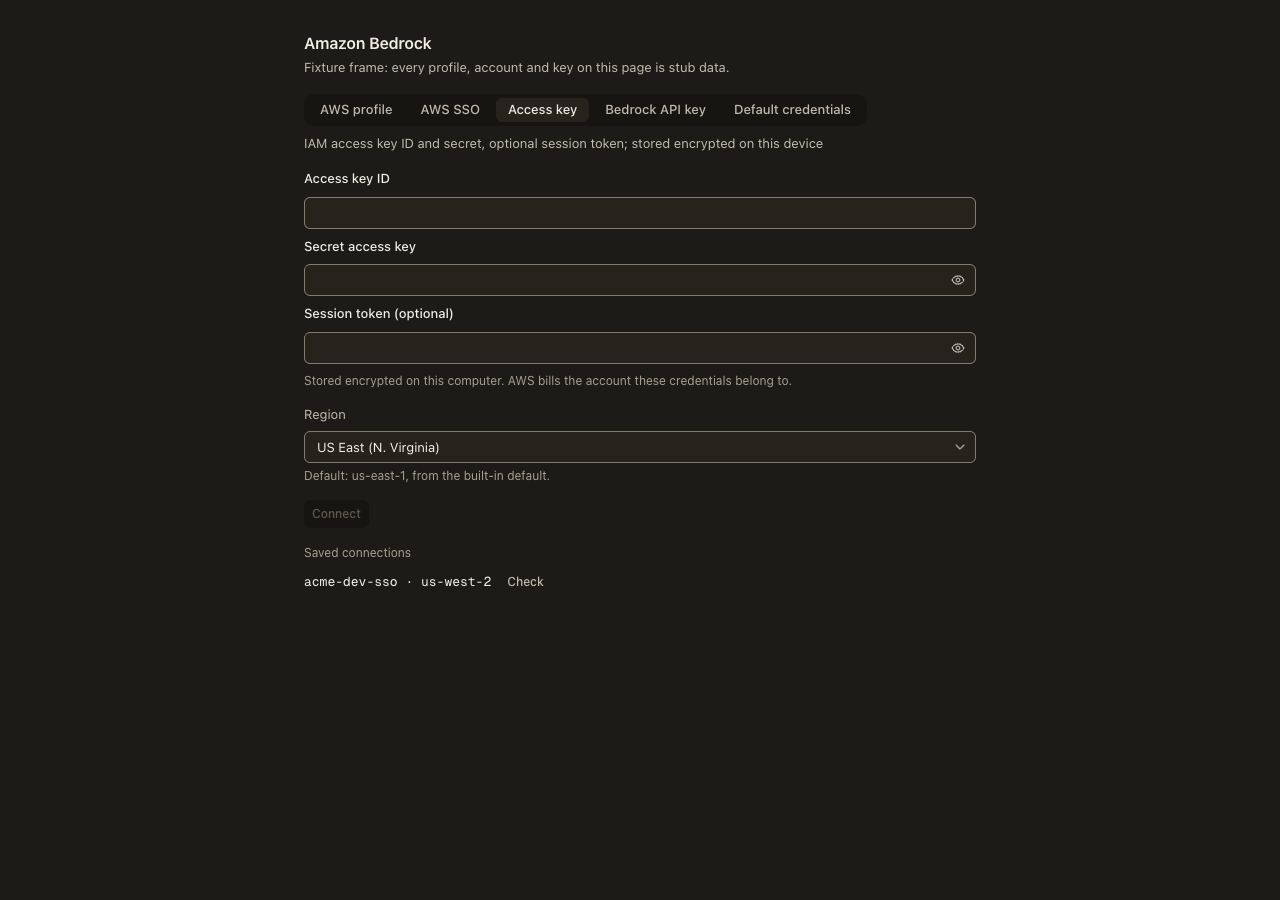 Amazon Bedrock
Fixture frame: every profile, account and key on this page is stub data.
AWS profile AWS SSO Access key Bedrock API key Default credentials
IAM access key ID and secret, optional session token; stored encrypted on this device
Access key ID
Secret access key
Session token (optional)
Stored encrypted on this computer. AWS bills the account these credentials belong to.
Region
US East (N. Virginia)
Default: us-east-1, from the built-in default.
Connect
Saved connections
acme-dev-sso · us-west-2 Check